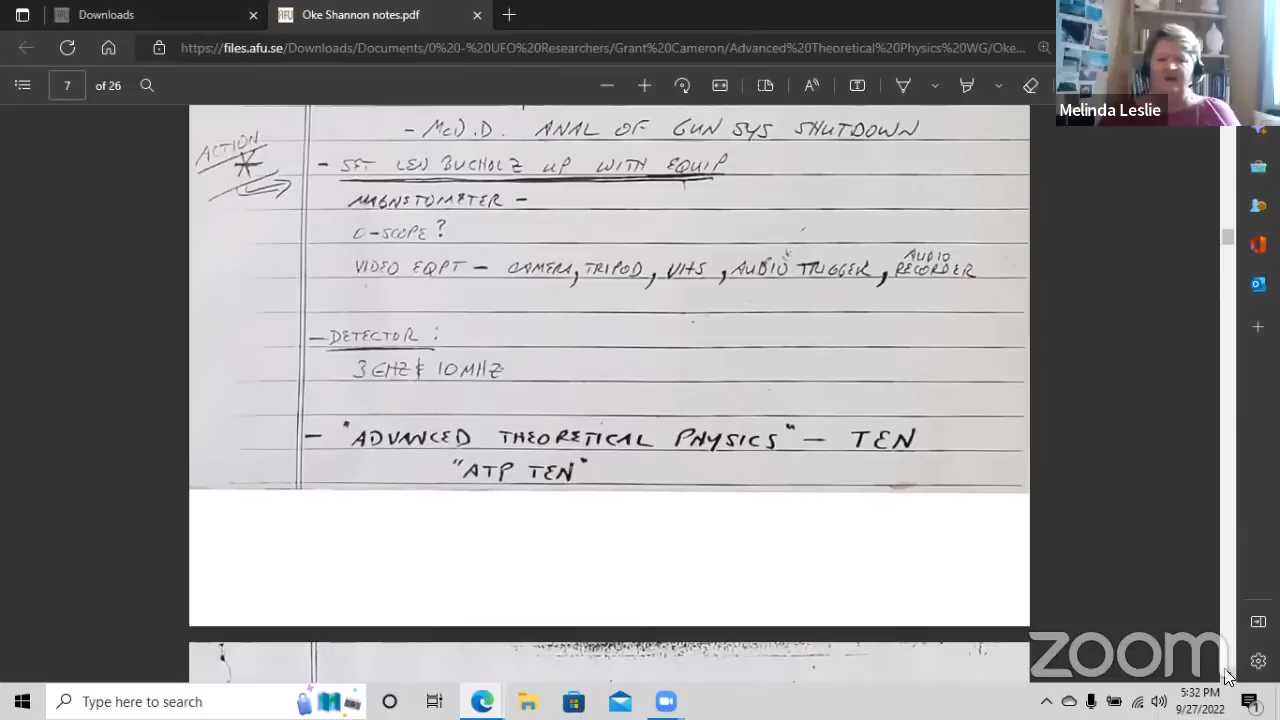 Downloads
Oke Shannon notes.pdf
https://files.afu.se/Downloads/Documents/0%20-%20UFO%20Researchers/Grant%20Cameron/Advanced%20Theoretical%20Physics%20WG/Oke...
7 of 26
Melinda Leslie
- McD.D. ANAL OF GUN SYS SHUTDOWN
ACTION
- SET LEN BUCHOLZ UP WITH EQUIP
MAGNETOMETER -
O-SCOPE?
VIDEO EQPT - CAMERA, TRIPOD, VHS, AUDIO TRIGGER, AUDIO RECORDER
- DETECTOR:
3 GHZ & 10 MHZ
- "ADVANCED THEORETICAL PHYSICS" - TEN
"ATP TEN"
zoom
Type here to search
5:32 PM
9/27/2022